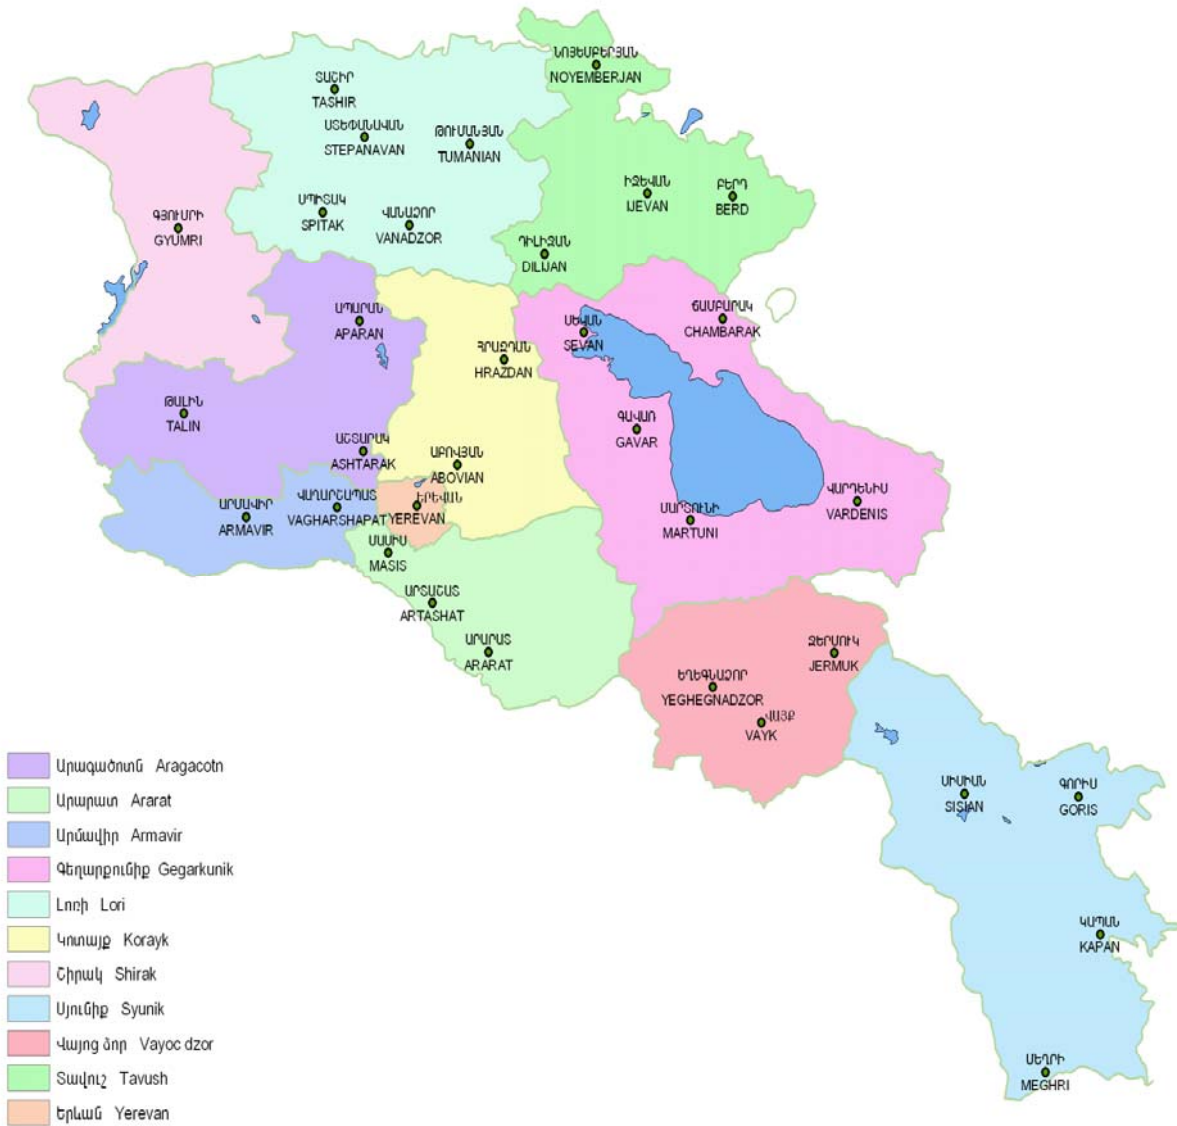 ՆՈՅԵՄԲԵՐՅԱՆ
NOYEMBERJAN
ՏԱՇԻՐ
TASHIR
ՍՏԵՓԱՆԱՎԱՆ
STEPANAVAN
ԹՈՒՄԱՆՅԱՆ
TUMANIAN
ԻՋԵՎԱՆ
IJEVAN
ԲԵՐԴ
BERD
ՍՊԻՏԱԿ
SPITAK
ՎԱՆԱՁՈՐ
VANADZOR
ԳՅՈՒՄՐԻ
GYUMRI
ԴԻԼԻՋԱՆ
DILIJAN
ԱՊԱՐԱՆ
APARAN
ՍԵՎԱՆ
SEVAN
ՃԱՄԲԱՐԱԿ
CHAMBARAK
ՀՐԱԶԴԱՆ
HRAZDAN
ԹԱԼԻՆ
TALIN
ԳԱՎԱՌ
GAVAR
ԱՇՏԱՐԱԿ
ASHTARAK
ԱԲՈՎՅԱՆ
ABOVIAN
ԱՐՄԱՎԻՐ
ARMAVIR
ՎԱՂԱՐՇԱՊԱՏ
VAGHARSHAPAT
ԵՐԵՎԱՆ
YEREVAN
ՄԱՐՏՈՒՆԻ
MARTUNI
ՎԱՐԴԵՆԻՍ
VARDENIS
ՄԱՍԻՍ
MASIS
ԱՐՏԱՇԱՏ
ARTASHAT
ԱՐԱՐԱՏ
ARARAT
ՋԵՐՄՈՒԿ
JERMUK
ԵՂԵԳՆԱՁՈՐ
YEGHEGNADZOR
ՎԱՅՔ
VAYK
ՍԻՍԻԱՆ
SISIAN
ԳՈՐԻՍ
GORIS
ԿԱՊԱՆ
KAPAN
ՄԵՂՐԻ
MEGHRI
Արագածոտն Aragacotn
Արարատ Ararat
Արմավիր Armavir
Գեղարքունիք Gegarkunik
Լոռի Lori
Կոտայք Korayk
Շիրակ Shirak
Սյունիք Syunik
Վայոց ձոր Vayoc dzor
Տավուշ Tavush
Երևան Yerevan